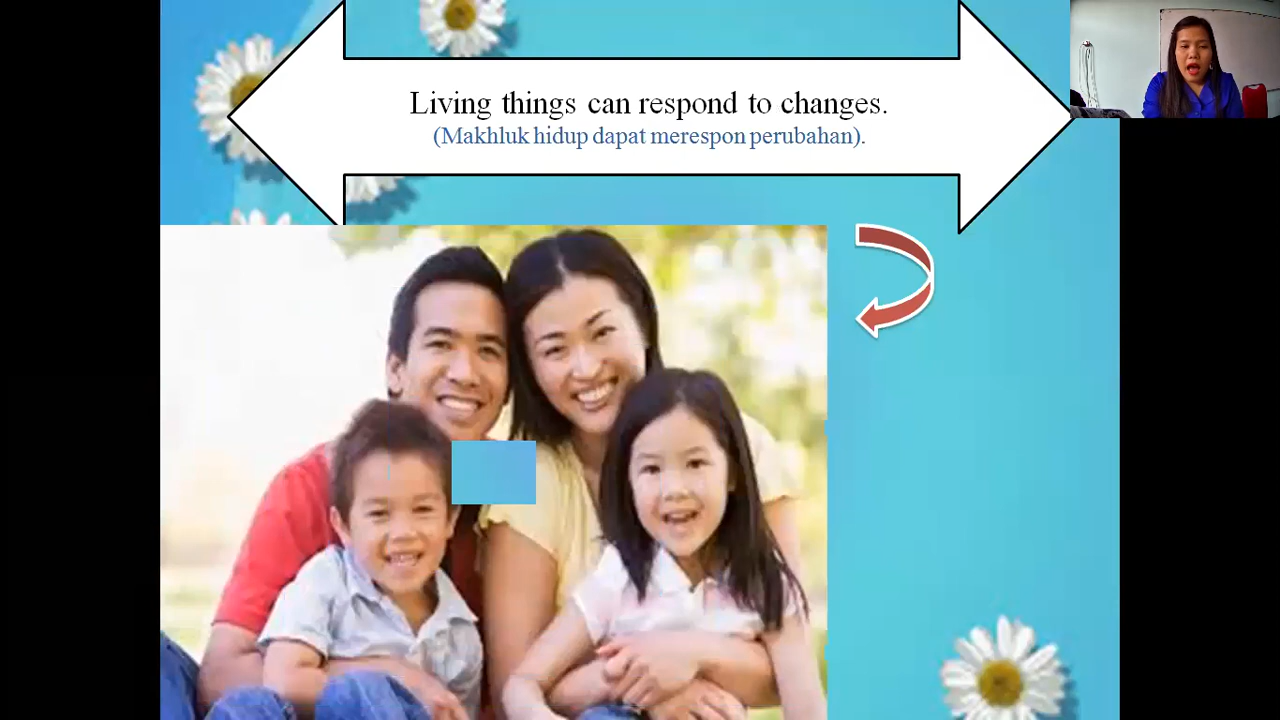 Living things can respond to changes.
(Makhluk hidup dapat merespon perubahan).